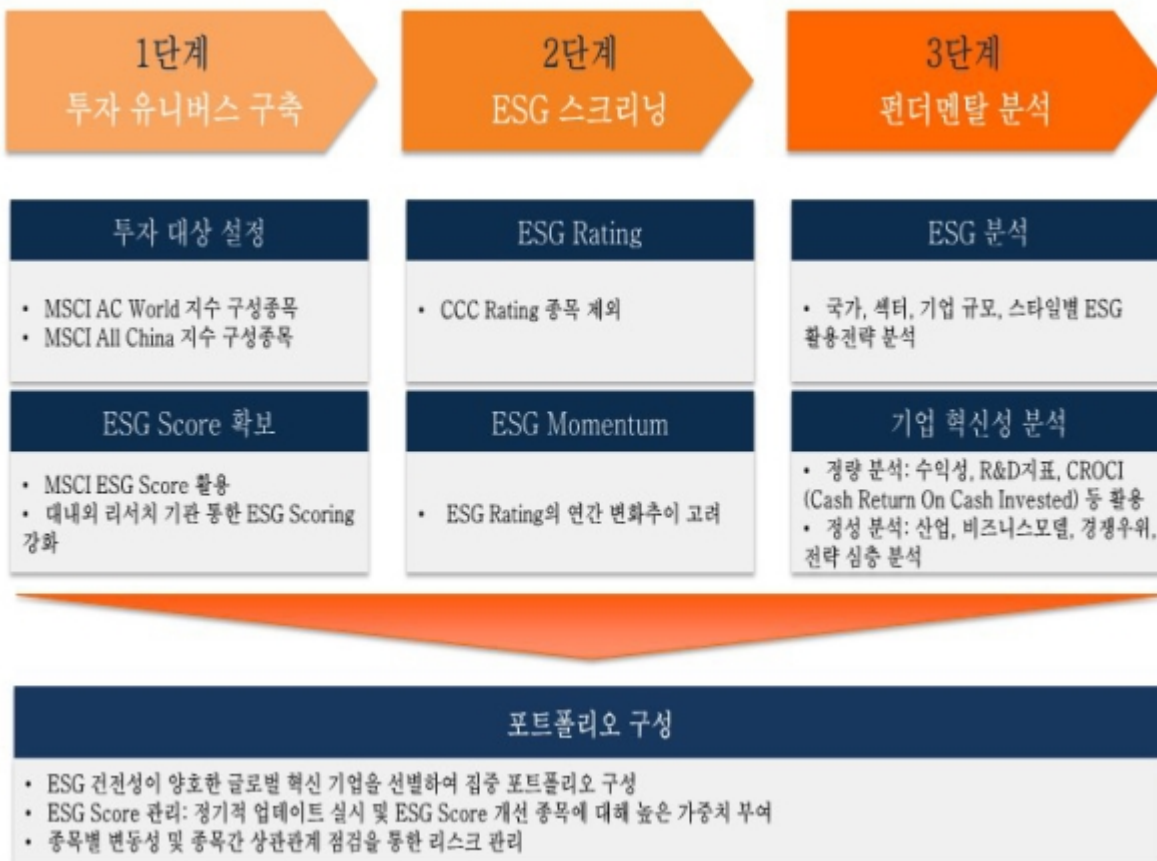 1단계
투자 유니버스 구축
2단계
ESG 스크리닝
3단계
펀더멘탈 분석
투자 대상 설정
• MSCI AC World 지수 구성종목
• MSCI All China 지수 구성종목
ESG Rating
• CCC Rating 종목 제외
ESG 분석
• 국가, 섹터, 기업 규모, 스타일별 ESG
활용전략 분석
ESG Score 확보
• MSCI ESG Score 활용
• 대내외 리서치 기관 통한 ESG Scoring
강화
ESG Momentum
• ESG Rating의 연간 변화추이 고려
기업 혁신성 분석
• 정량 분석: 수익성, R&D지표, CROCI
(Cash Return On Cash Invested) 등 활용
• 정성 분석: 산업, 비즈니스모델, 경쟁우위,
전략 심층 분석
포트폴리오 구성
• ESG 건전성이 양호한 글로벌 혁신 기업을 선별하여 집중 포트폴리오 구성
• ESG Score 관리: 정기적 업데이트 실시 및 ESG Score 개선 종목에 대해 높은 가중치 부여
• 종목별 변동성 및 종목간 상관관계 점검을 통한 리스크 관리